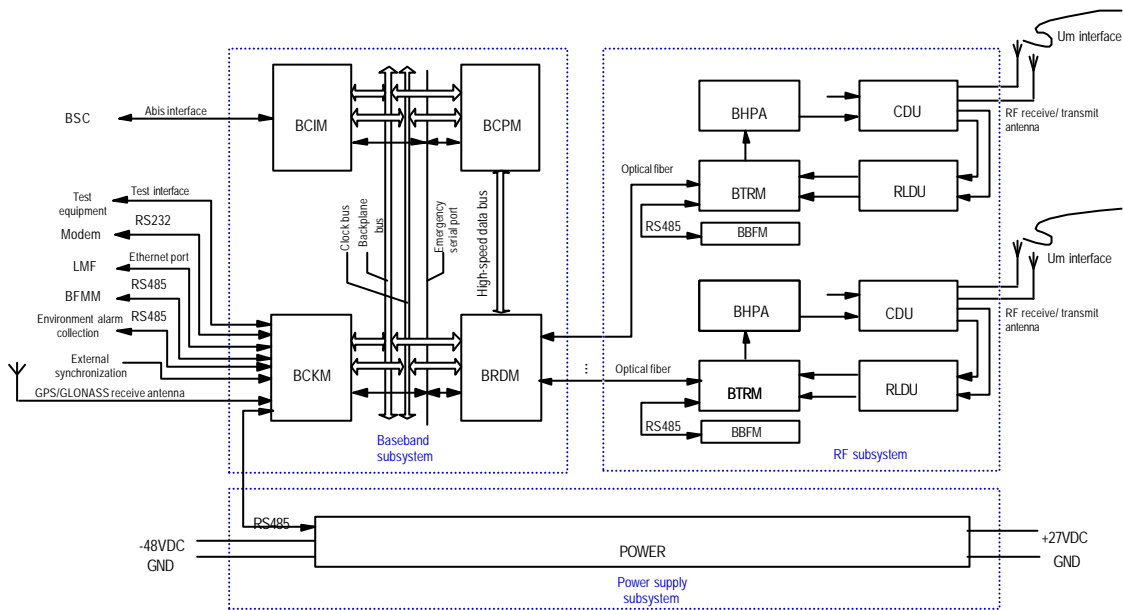 Um interface
BCIM
BCPM
BHPA
CDU
RF receive/ transmit
antenna
BSC
Abis interface
Optical fiber
BTRM
RLDU
RS485
BBFM
Test
equipment
Test interface
Modem
RS232
LMF
Ethernet port
BFMM
RS485
Environment alarm
collection
RS485
External
synchronization
GPS/GLONASS receive antenna
Clock bus
Backplane
bus
Emergency
serial port
High-speed data bus
BCKM
BRDM
Um interface
BHPA
CDU
RF receive/ transmit
antenna
...
Optical fiber
BTRM
RLDU
RS485
BBFM
Baseband
subsystem
RF subsystem
RS485
-48VDC
GND
POWER
+27VDC
GND
Power supply
subsystem